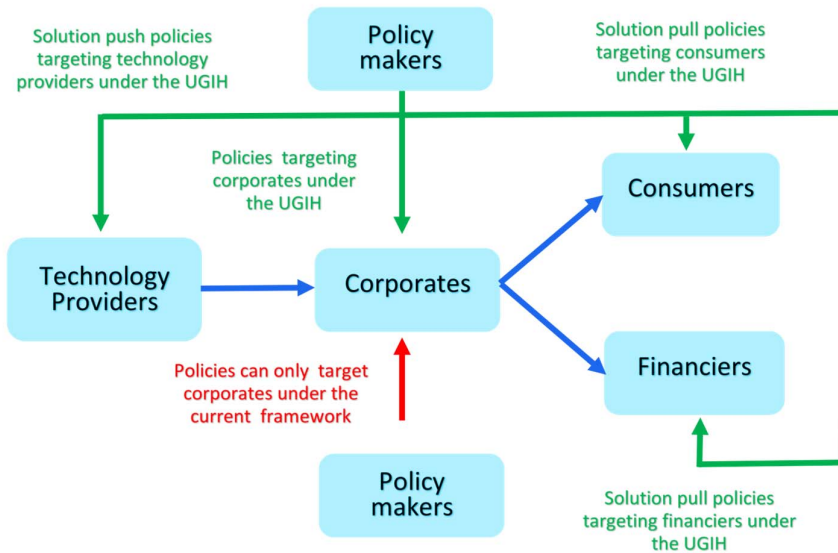 Solution push policies
targeting technology
providers under the UGIH
Policy
makers
Solution pull policies
targeting consumers
under the UGIH
Policies targeting
corporates under
the UGIH
Consumers
Technology
Providers
Corporates
Policies can only target
corporates under the
current framework
Financiers
Policy
makers
Solution pull policies
targeting financiers under
the UGIH